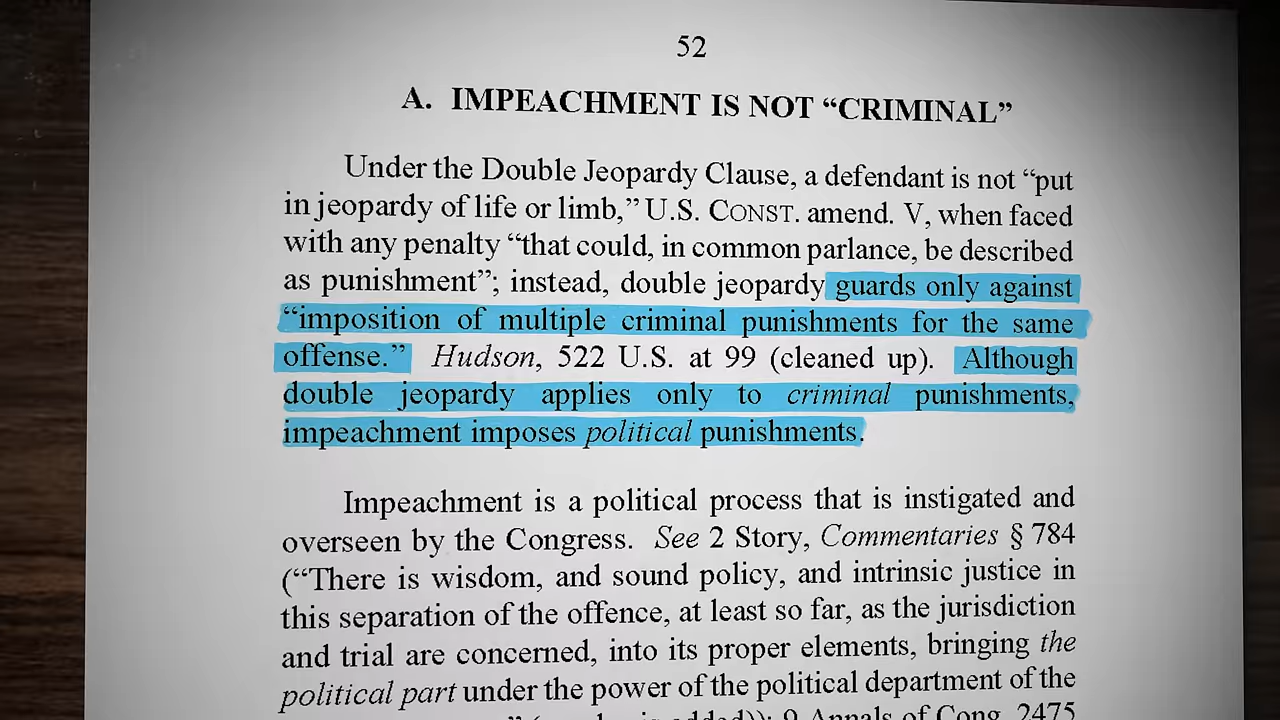 52
A. IMPEACHMENT IS NOT “CRIMINAL”
Under the Double Jeopardy Clause, a defendant is not “put
in jeopardy of life or limb,” U.S. CONST. amend. V, when faced
with any penalty “that could, in common parlance, be described
as punishment”; instead, double jeopardy guards only against
“imposition of multiple criminal punishments for the same
offense.” Hudson, 522 U.S. at 99 (cleaned up). Although
double jeopardy applies only to criminal punishments,
impeachment imposes political punishments.
Impeachment is a political process that is instigated and
overseen by the Congress. See 2 Story, Commentaries § 784
(“There is wisdom, and sound policy, and intrinsic justice in
this separation of the offence, at least so far, as the jurisdiction
and trial are concerned, into its proper elements, bringing the
political part under the power of the political department of the
Annals of Cong. 2475